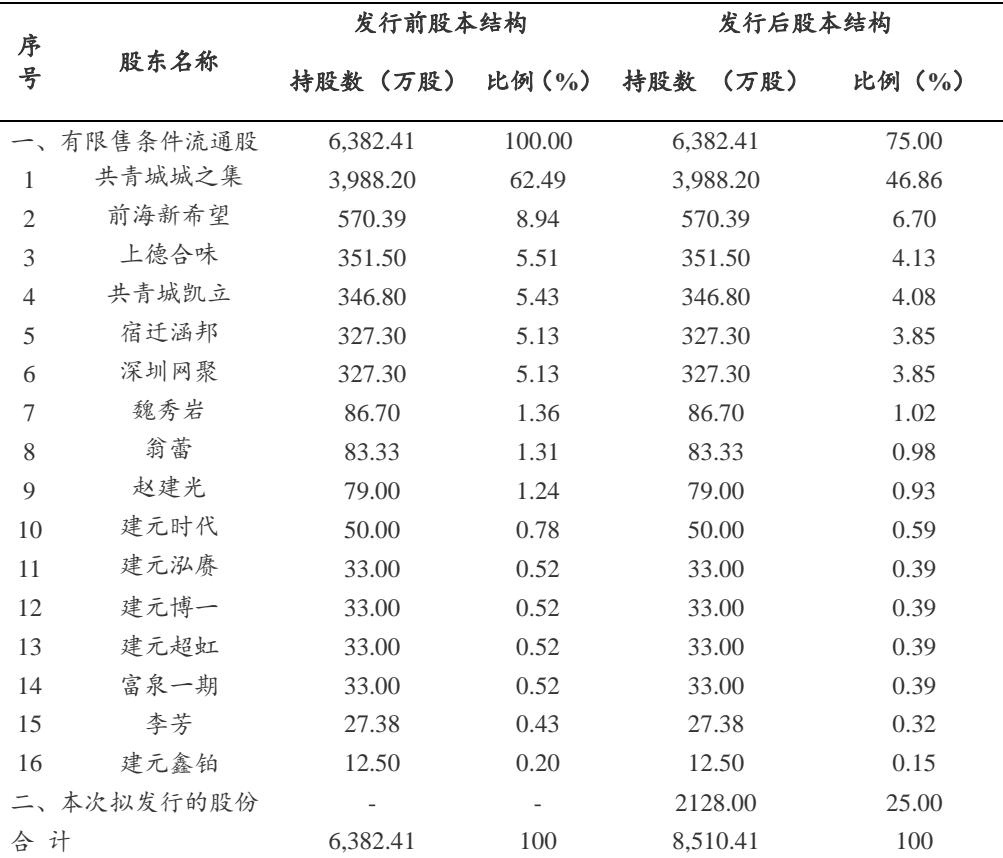 序号 股东名称 发行前股本结构 发行后股本结构
持股数 （万股） 比例（%） 持股数 （万股） 比例（%）
一、有限售条件流通股 6,382.41 100.00 6,382.41 75.00
1 共青城城之集 3,988.20 62.49 3,988.20 46.86
2 前海新希望 570.39 8.94 570.39 6.70
3 上德合味 351.50 5.51 351.50 4.13
4 共青城凯立 346.80 5.43 346.80 4.08
5 宿迁涵邦 327.30 5.13 327.30 3.85
6 深圳网聚 327.30 5.13 327.30 3.85
7 魏秀岩 86.70 1.36 86.70 1.02
8 翁蕾 83.33 1.31 83.33 0.98
9 赵建光 79.00 1.24 79.00 0.93
10 建元时代 50.00 0.78 50.00 0.59
11 建元泓赓 33.00 0.52 33.00 0.39
12 建元博一 33.00 0.52 33.00 0.39
13 建元超虹 33.00 0.52 33.00 0.39
14 富泉一期 33.00 0.52 33.00 0.39
15 李芳 27.38 0.43 27.38 0.32
16 建元鑫铂 12.50 0.20 12.50 0.15
二、本次拟发行的股份 - - 2128.00 25.00
合 计 6,382.41 100 8,510.41 100